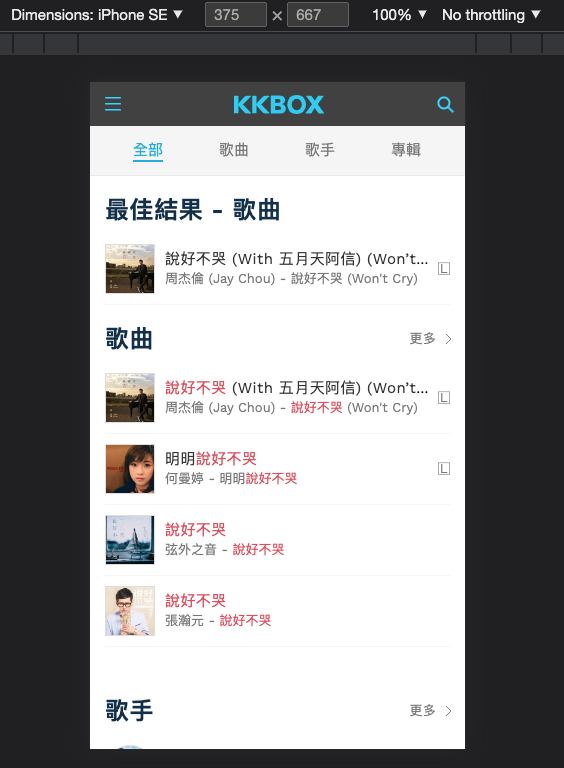 Dimensions: iPhone SE ▼ 375 × 667 100% ▼ No throttling ▼
KKBOX
全部 歌曲 歌手 專輯
最佳結果 - 歌曲
說好不哭 (With 五月天阿信) (Won't...
周杰倫 (Jay Chou) - 說好不哭 (Won't Cry)
L
歌曲 更多
說好不哭 (With 五月天阿信) (Won't...
周杰倫 (Jay Chou) - 說好不哭 (Won't Cry)
L
明明說好不哭
何曼婷 - 明明說好不哭
L
說好不哭
弦外之音 - 說好不哭
說好不哭
張瀚元 - 說好不哭
歌手 更多